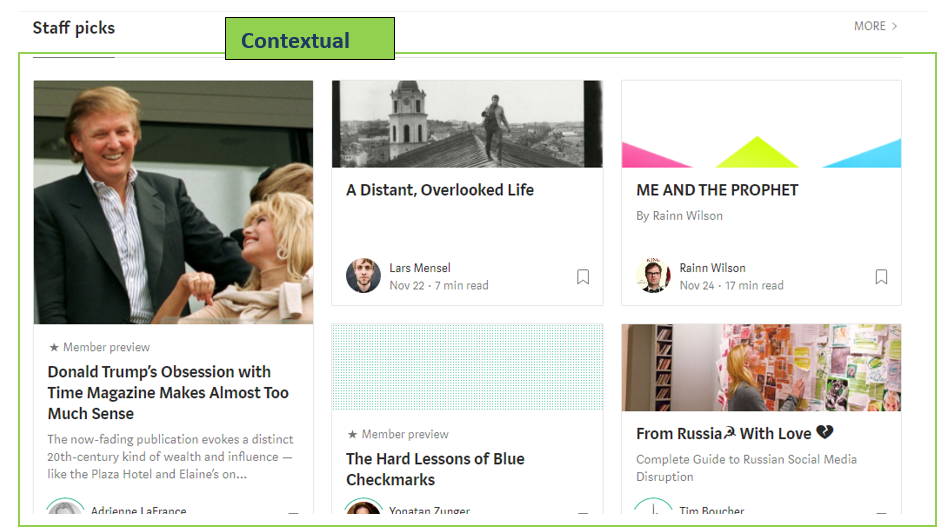 Staff picks
MORE >
Contextual
★ Member preview
Donald Trump's Obsession with
Time Magazine Makes Almost Too
Much Sense
The now-fading publication evokes a distinct
20th-century kind of wealth and influence —
like the Plaza Hotel and Elaine's on...
Adrienne LaFrance
A Distant, Overlooked Life
Lars Mensel
Nov 22 · 7 min read
★ Member preview
The Hard Lessons of Blue
Checkmarks
Yonatan Zunger
ME AND THE PROPHET
By Rainn Wilson
KING
Rainn Wilson
Nov 24 · 17 min read
From Russia☭ With Love 💔
Complete Guide to Russian Social Media
Disruption
Tim Boucher